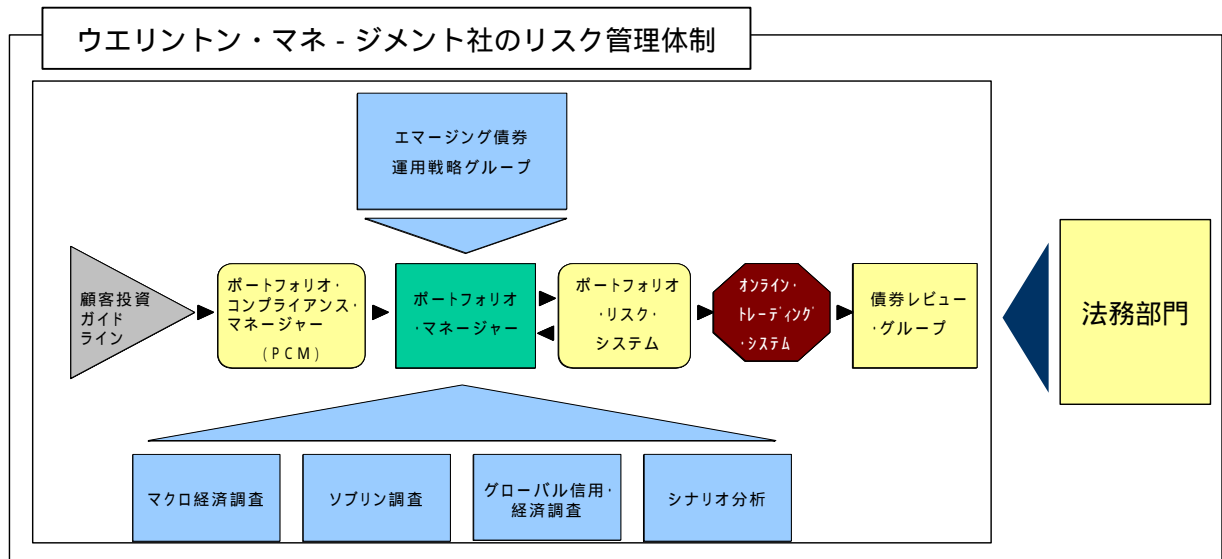 ウエリントン・マネ - ジメント社のリスク管理体制
エマージング債券
運用戦略グループ
顧客投資
ガイド
ライン
ポートフォリオ・
コンプライアンス・
マネージャー
(PCM)
ポートフォリオ
・マネージャー
ポートフォリオ
・リスク・
システム
オンライン・
トレーディング
・システム
債券レビュー
・グループ
法務部門
マクロ経済調査
ソブリン調査
グローバル信用・
経済調査
シナリオ分析